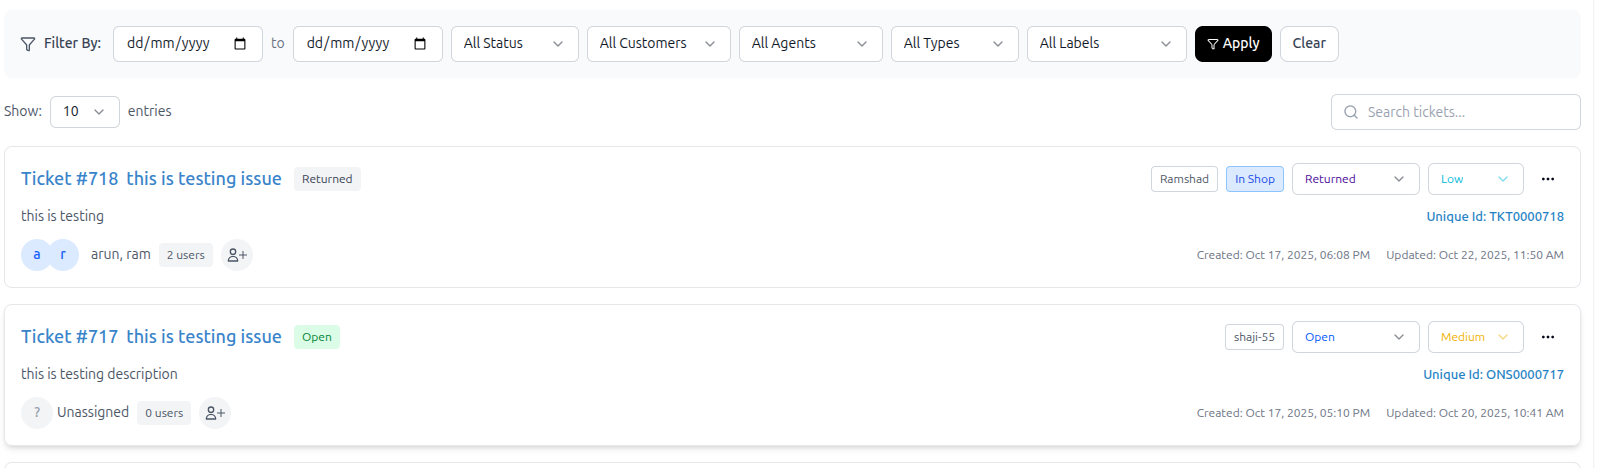 Filter By: dd/mm/yyyy to dd/mm/yyyy All Status All Customers All Agents All Types All Labels Apply Clear
Show: 10 entries Search tickets...
Ticket #718 this is testing issue Returned Ramshad In Shop Returned Low ...
this is testing Unique Id: TKT0000718
a r arun, ram 2 users Created: Oct 17, 2025, 06:08 PM Updated: Oct 22, 2025, 11:50 AM
Ticket #717 this is testing issue Open shaji-55 Open Medium ...
this is testing description Unique Id: ONS0000717
? Unassigned 0 users Created: Oct 17, 2025, 05:10 PM Updated: Oct 20, 2025, 10:41 AM